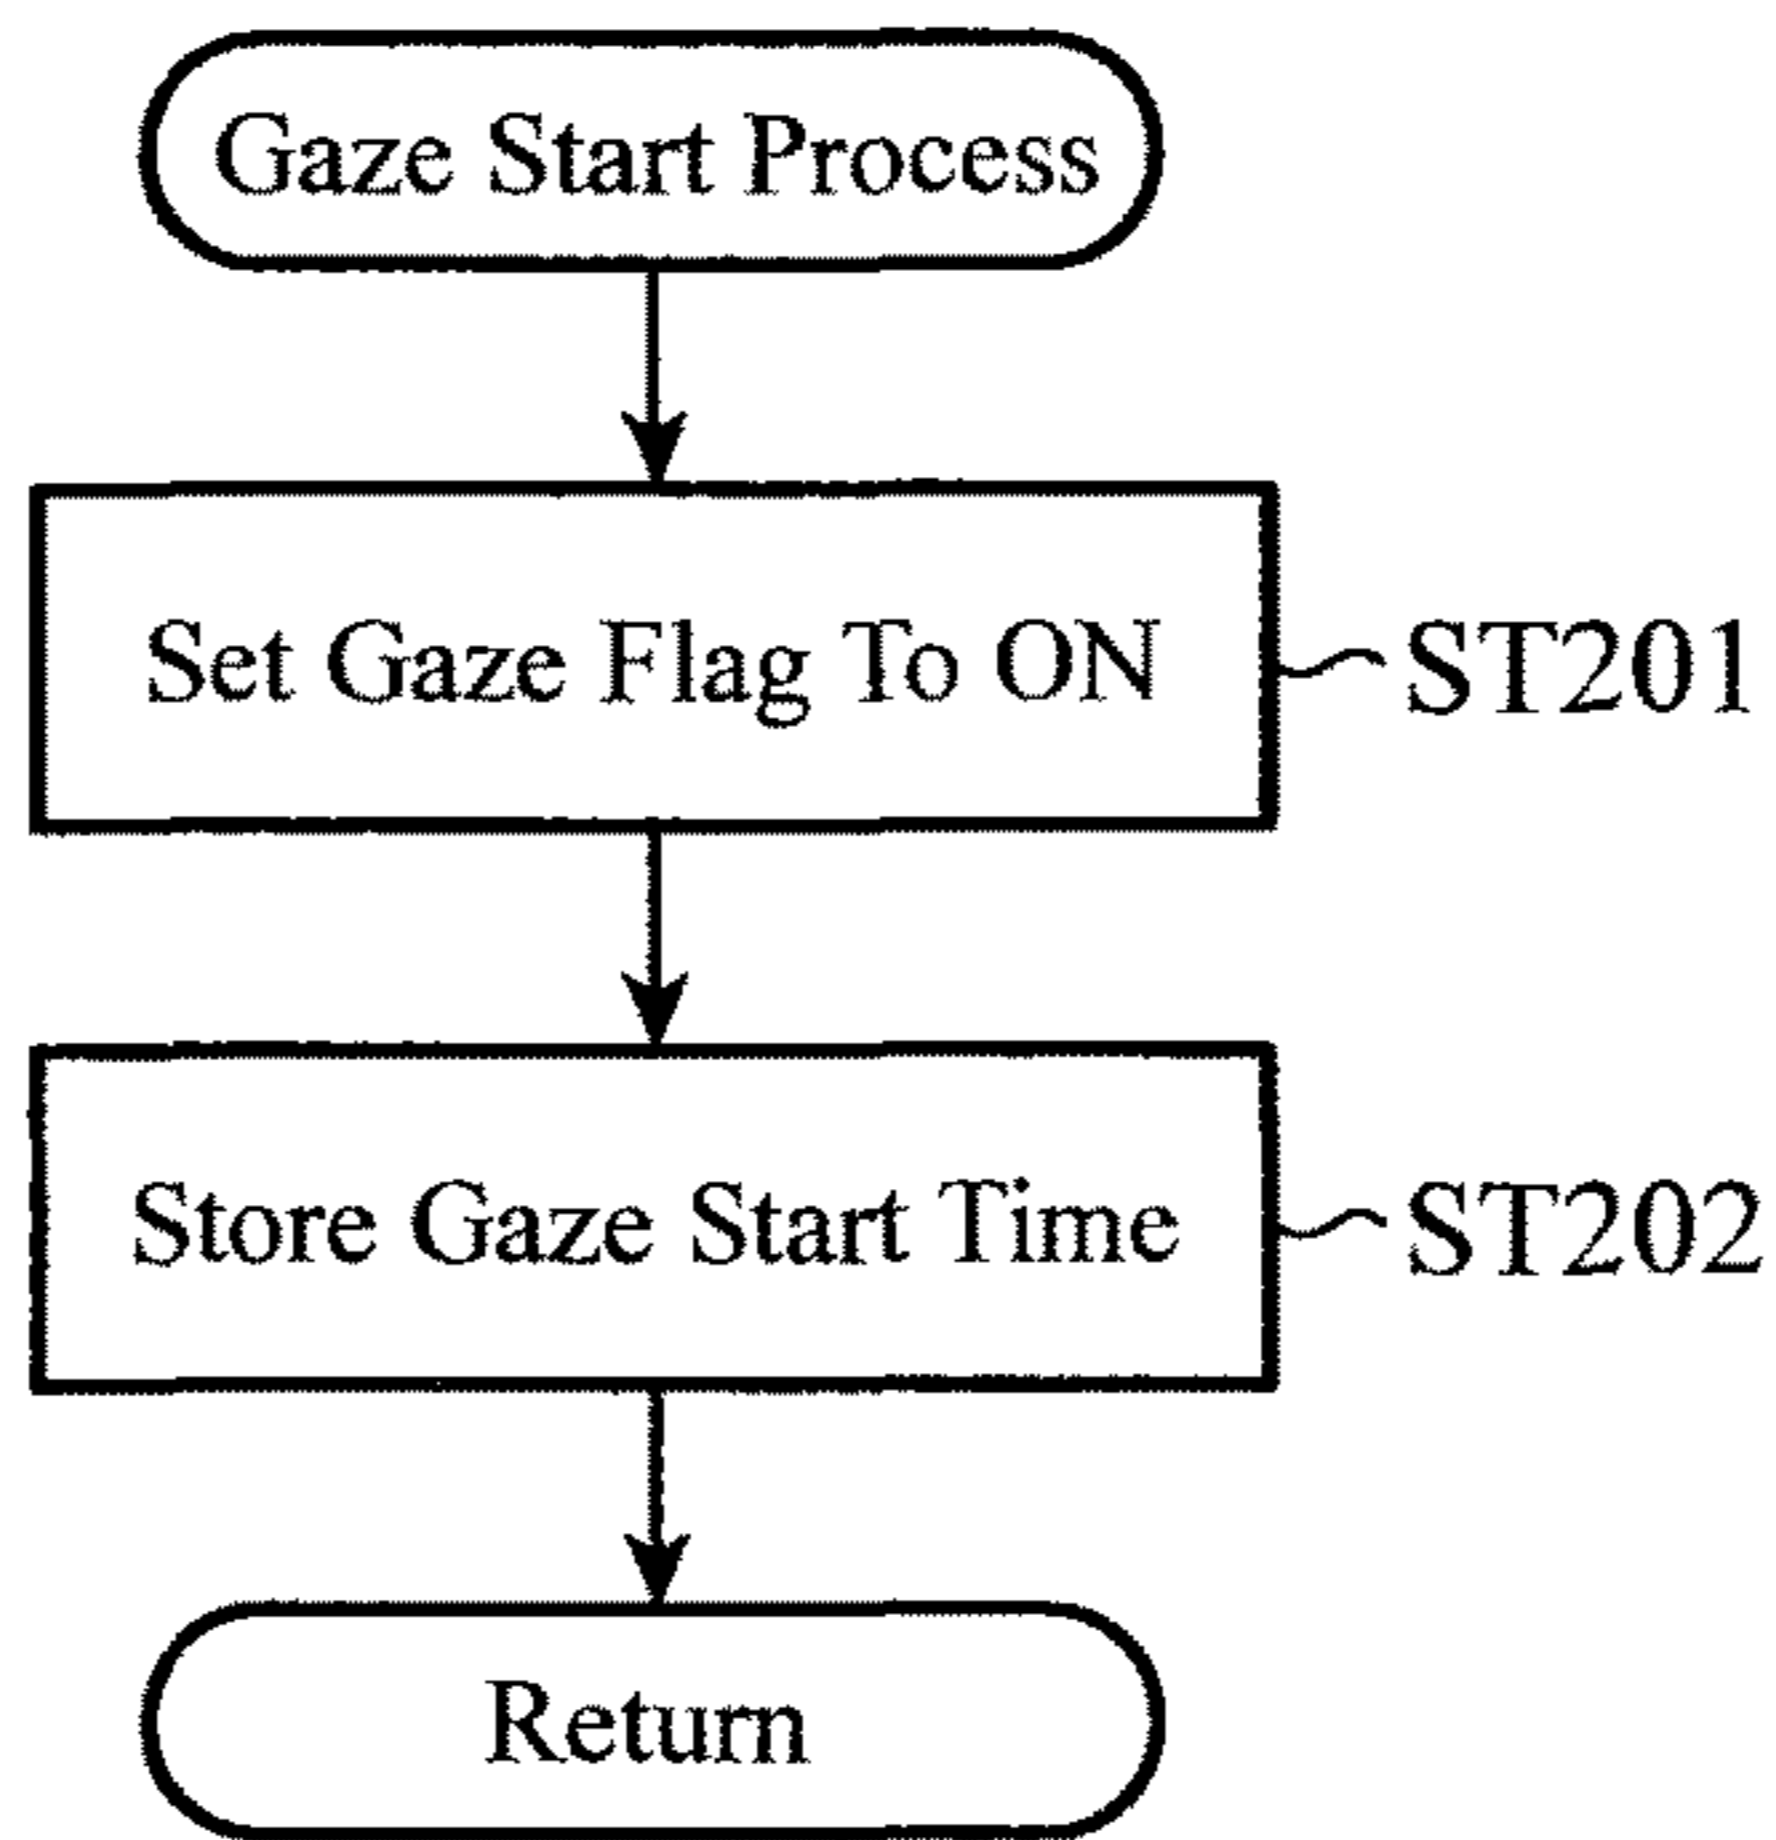 Gaze Start Process
Set Gaze Flag To ON
ST201
Store Gaze Start Time
ST202
Return